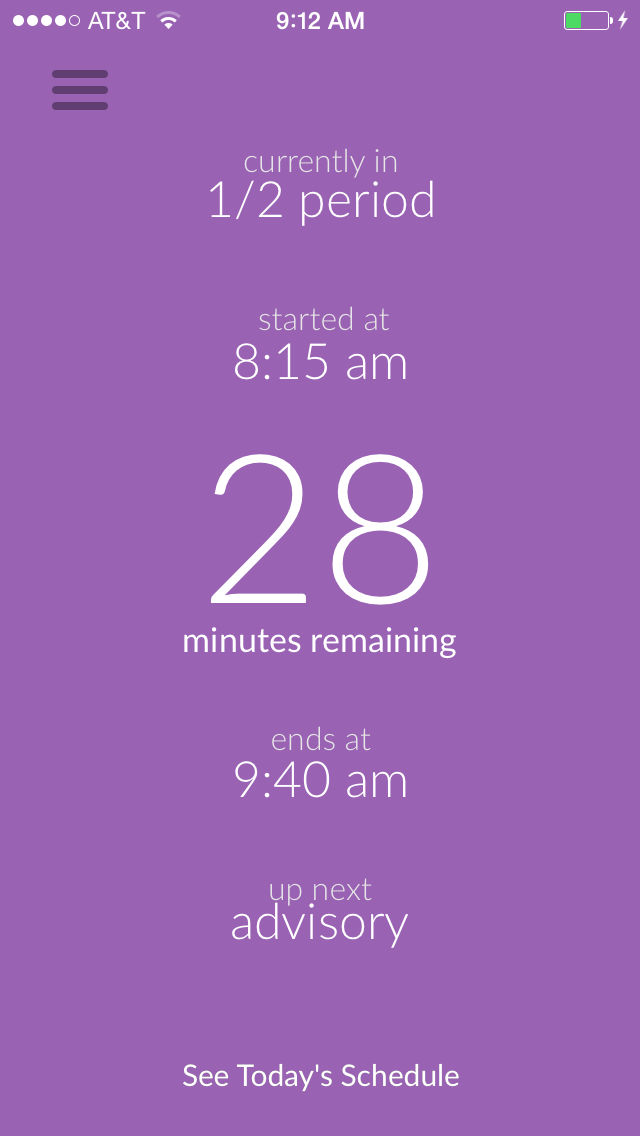 AT&T 9:12 AM
currently in
1/2 period
started at
8:15 am
28
minutes remaining
ends at
9:40 am
up next
advisory
See Today's Schedule